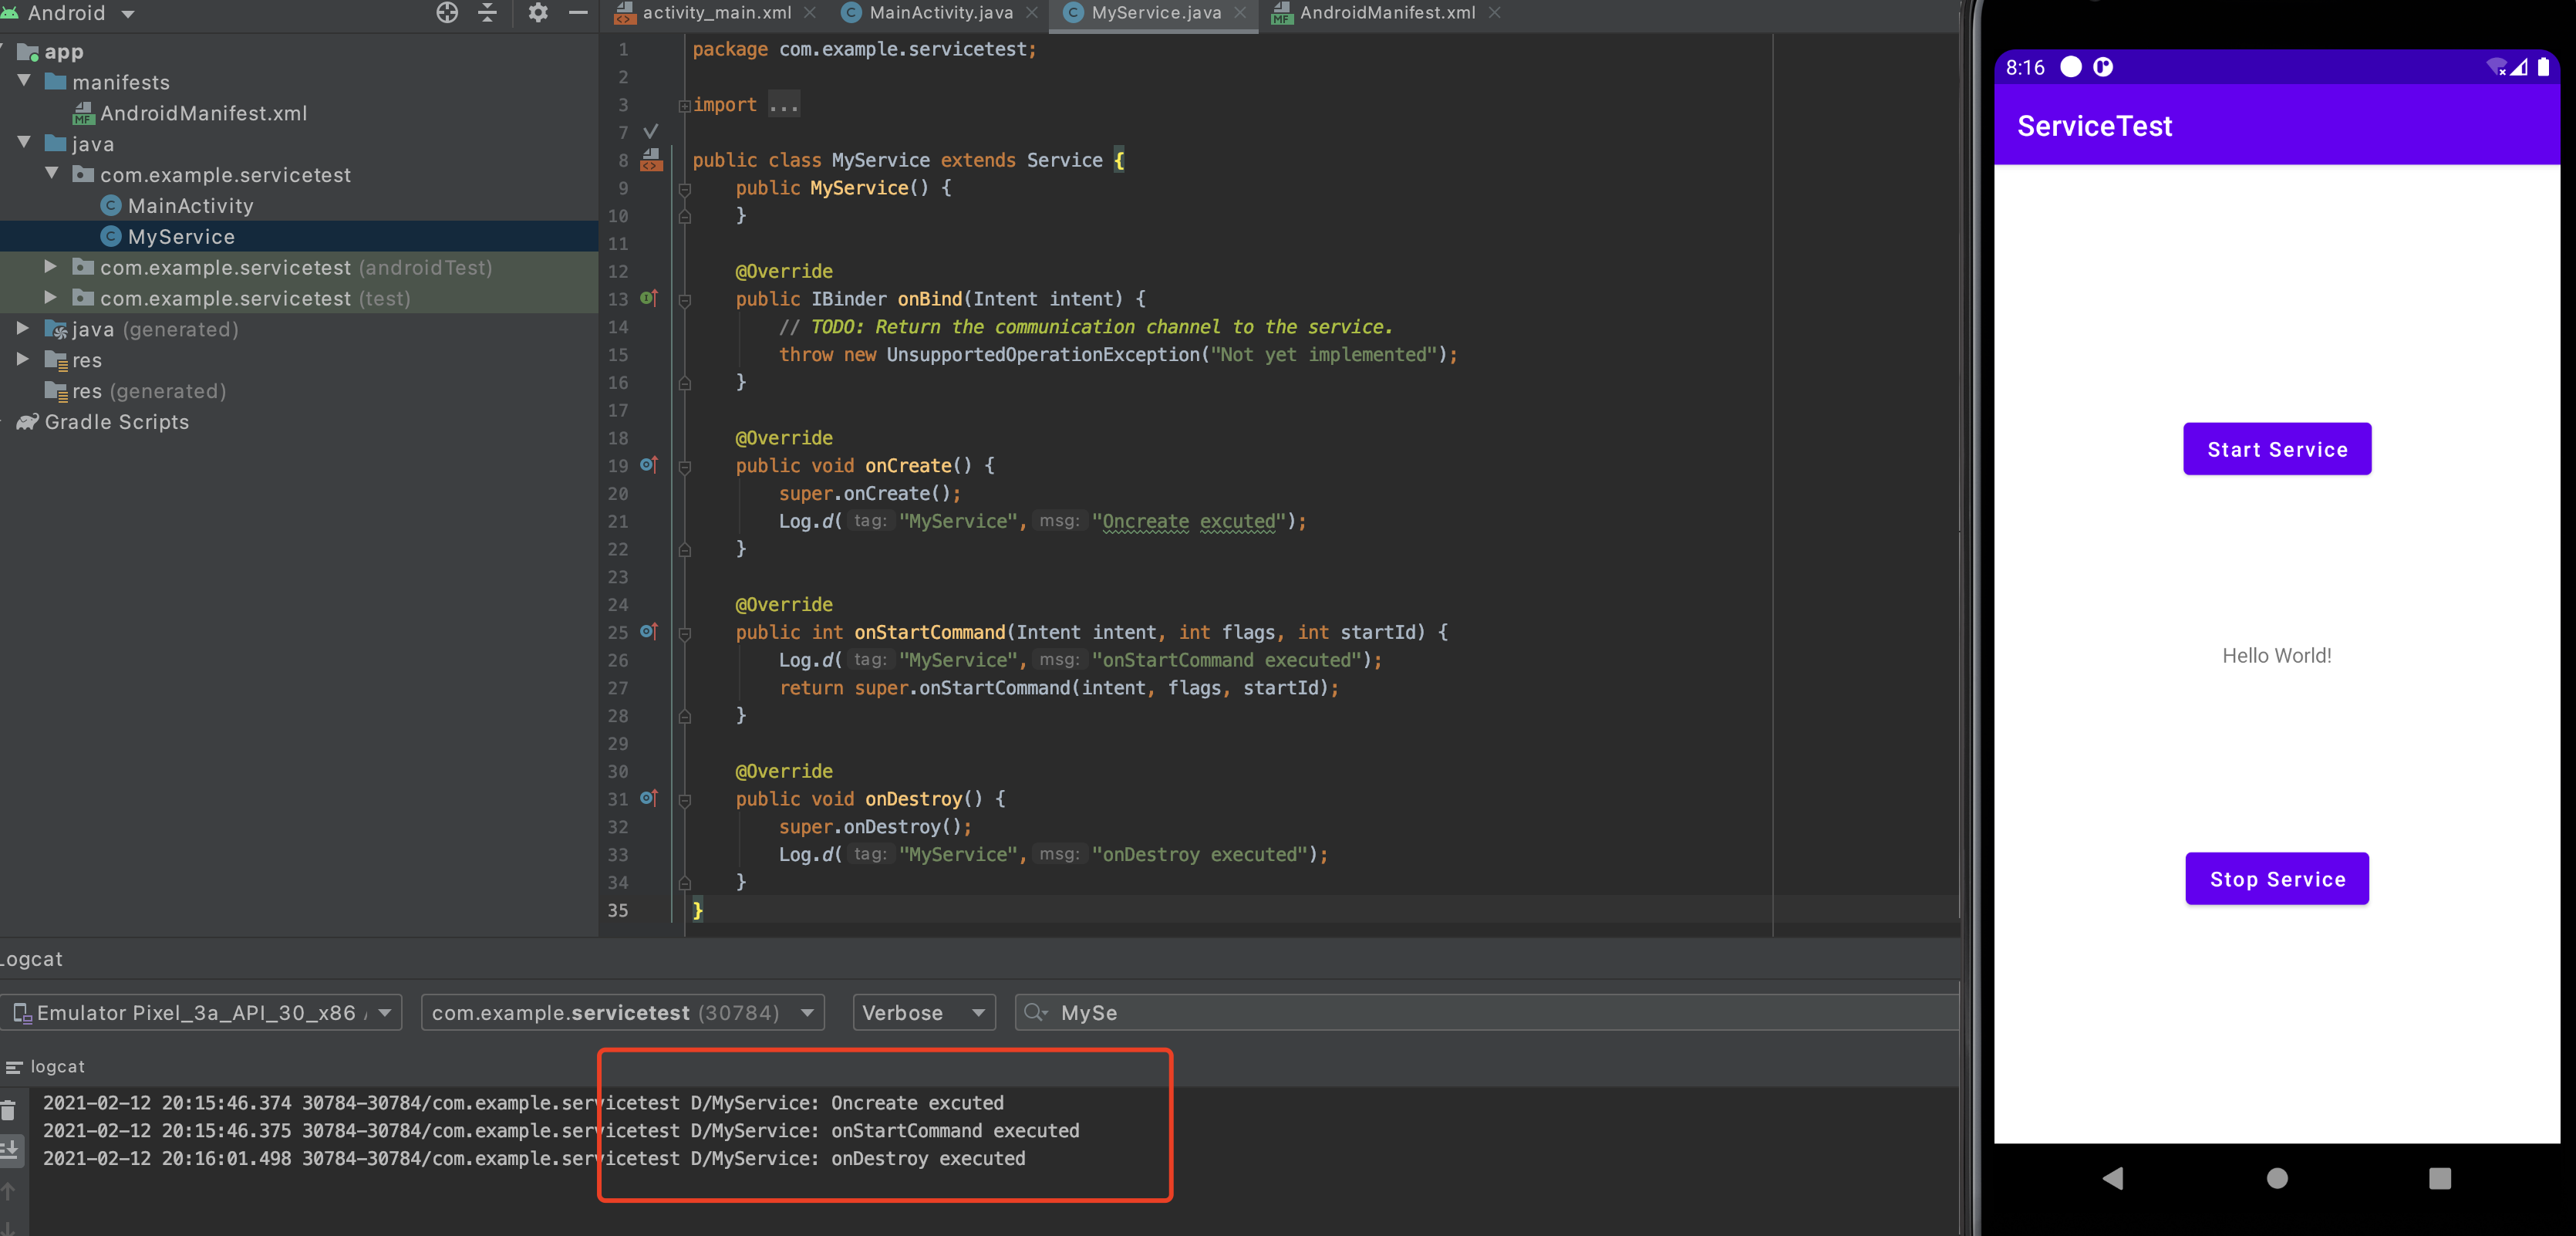 Android
activity_main.xml
MainActivity.java
MyService.java
AndroidManifest.xml
app
manifests
AndroidManifest.xml
java
com.example.servicetest
MainActivity
MyService
com.example.servicetest (androidTest)
com.example.servicetest (test)
java (generated)
res
res (generated)
Gradle Scripts
1 package com.example.servicetest;
2
3 import ...
7
8 public class MyService extends Service {
9 public MyService() {
10 }
11
12 @Override
13 public IBinder onBind(Intent intent) {
14 // TODO: Return the communication channel to the service.
15 throw new UnsupportedOperationException("Not yet implemented");
16 }
17
18 @Override
19 public void onCreate() {
20 super.onCreate();
21 Log.d( tag: "MyService", msg: "Oncreate excuted");
22 }
23
24 @Override
25 public int onStartCommand(Intent intent, int flags, int startId) {
26 Log.d( tag: "MyService", msg: "onStartCommand executed");
27 return super.onStartCommand(intent, flags, startId);
28 }
29
30 @Override
31 public void onDestroy() {
32 super.onDestroy();
33 Log.d( tag: "MyService", msg: "onDestroy executed");
34 }
35 }
Logcat
Emulator Pixel_3a_API_30_x86
com.example.servicetest (30784)
Verbose
MySe
logcat
2021-02-12 20:15:46.374 30784-30784/com.example.servicetest D/MyService: Oncreate excuted
2021-02-12 20:15:46.375 30784-30784/com.example.servicetest D/MyService: onStartCommand executed
2021-02-12 20:16:01.498 30784-30784/com.example.servicetest D/MyService: onDestroy executed
8:16
ServiceTest
Start Service
Hello World!
Stop Service